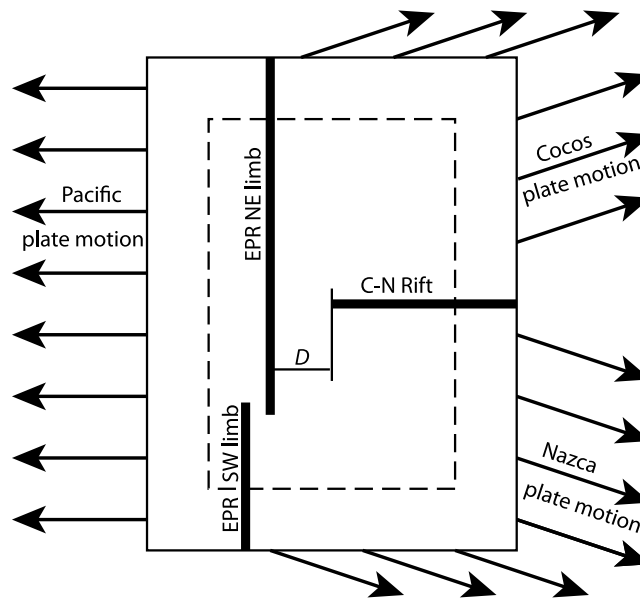 EPR NE limb
Cocos
plate motion
Pacific
plate motion
C-N Rift
D
EPR SW limb
Nazca
plate motion